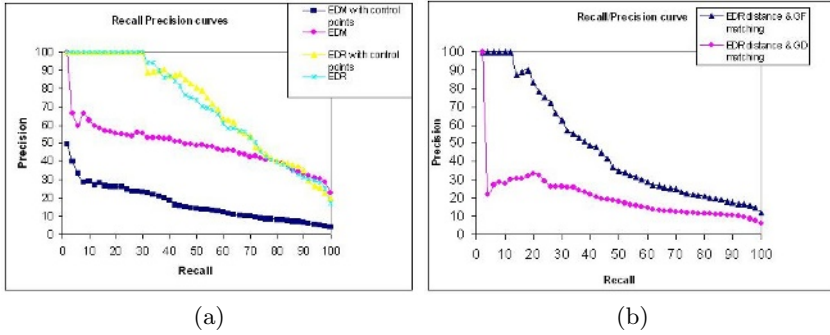 Recall Precision curves
EDM with control
points
EDM
EDR with control
points
EDR
Precision
100
90
80
70
60
50
40
30
20
10
0
0 10 20 30 40 50 60 70 80 90 100
Recall
(a)
Recall/Precision curve
EDR distance & GF
matching
EDR distance & GD
matching
Precision
100
90
80
70
60
50
40
30
20
10
0
0 10 20 30 40 50 60 70 80 90 100
Recall
(b)